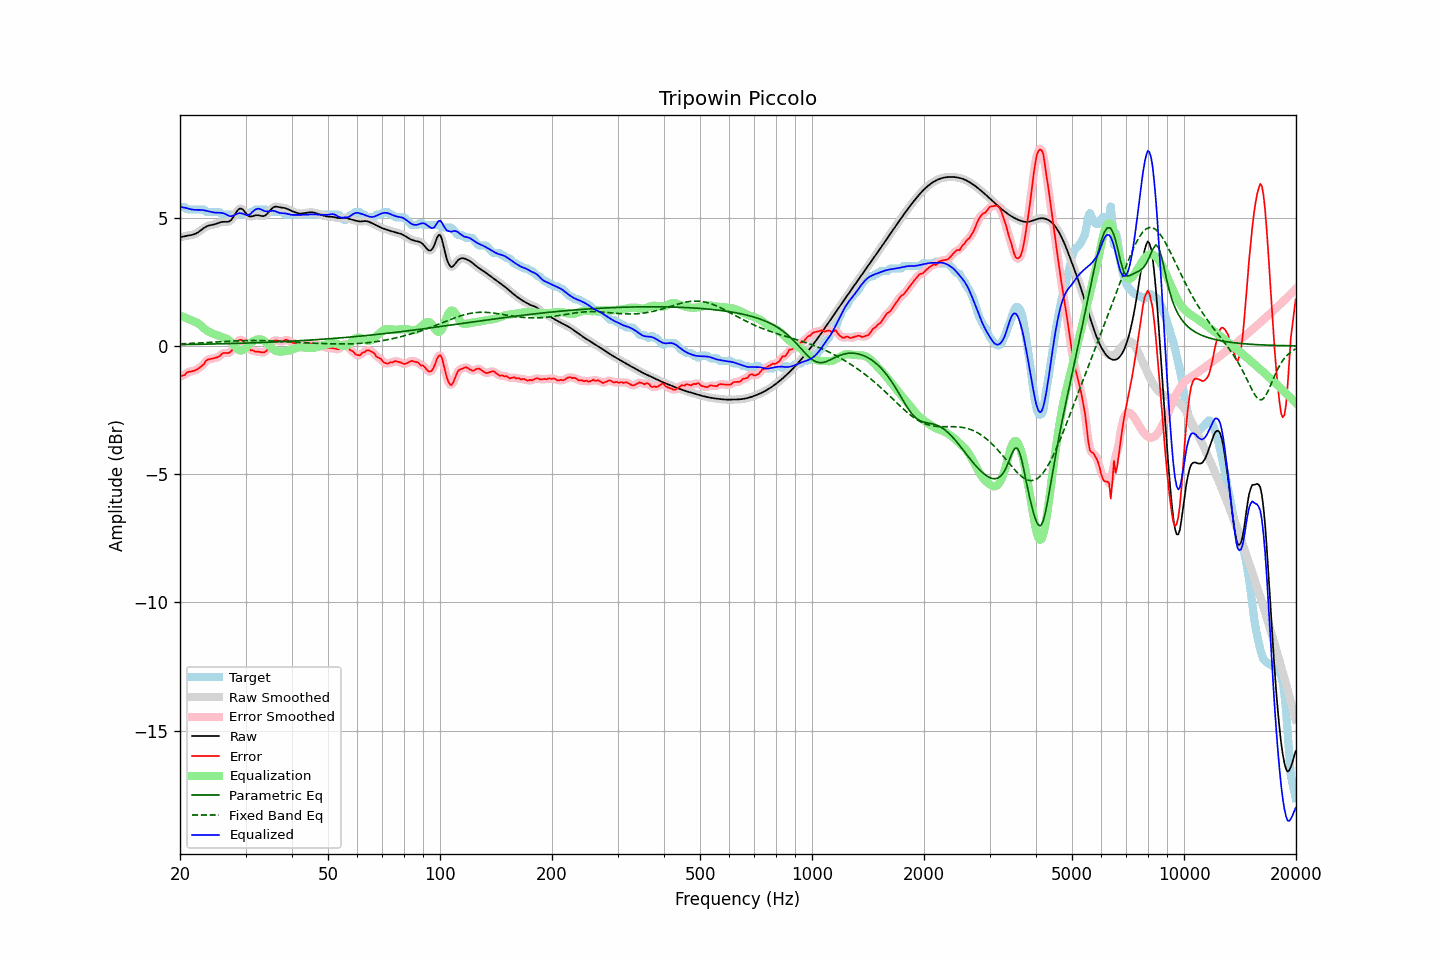 Tripowin Piccolo
Amplitude (dBr)
5
0
−5
−10
−15
Target
Raw Smoothed
Error Smoothed
Raw
Error
Equalization
Parametric Eq
Fixed Band Eq
Equalized
20
50
100
200
500
1000
2000
5000
10000
20000
Frequency (Hz)